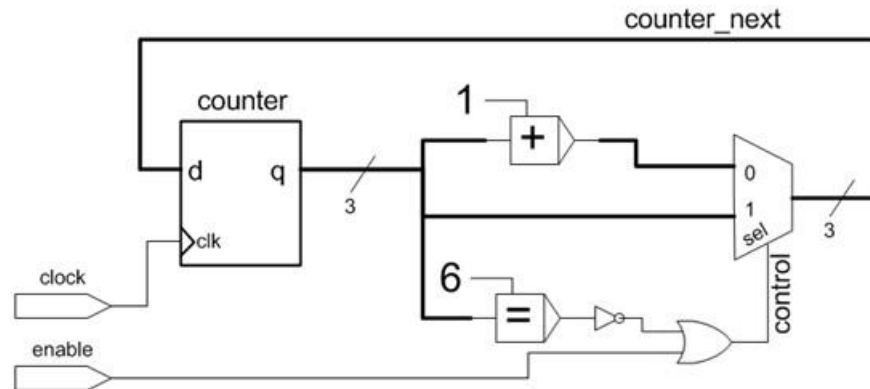 counter_next
counter
1
+
d
q
0
3
1
3
clk
sel
clock
6
=
control
enable